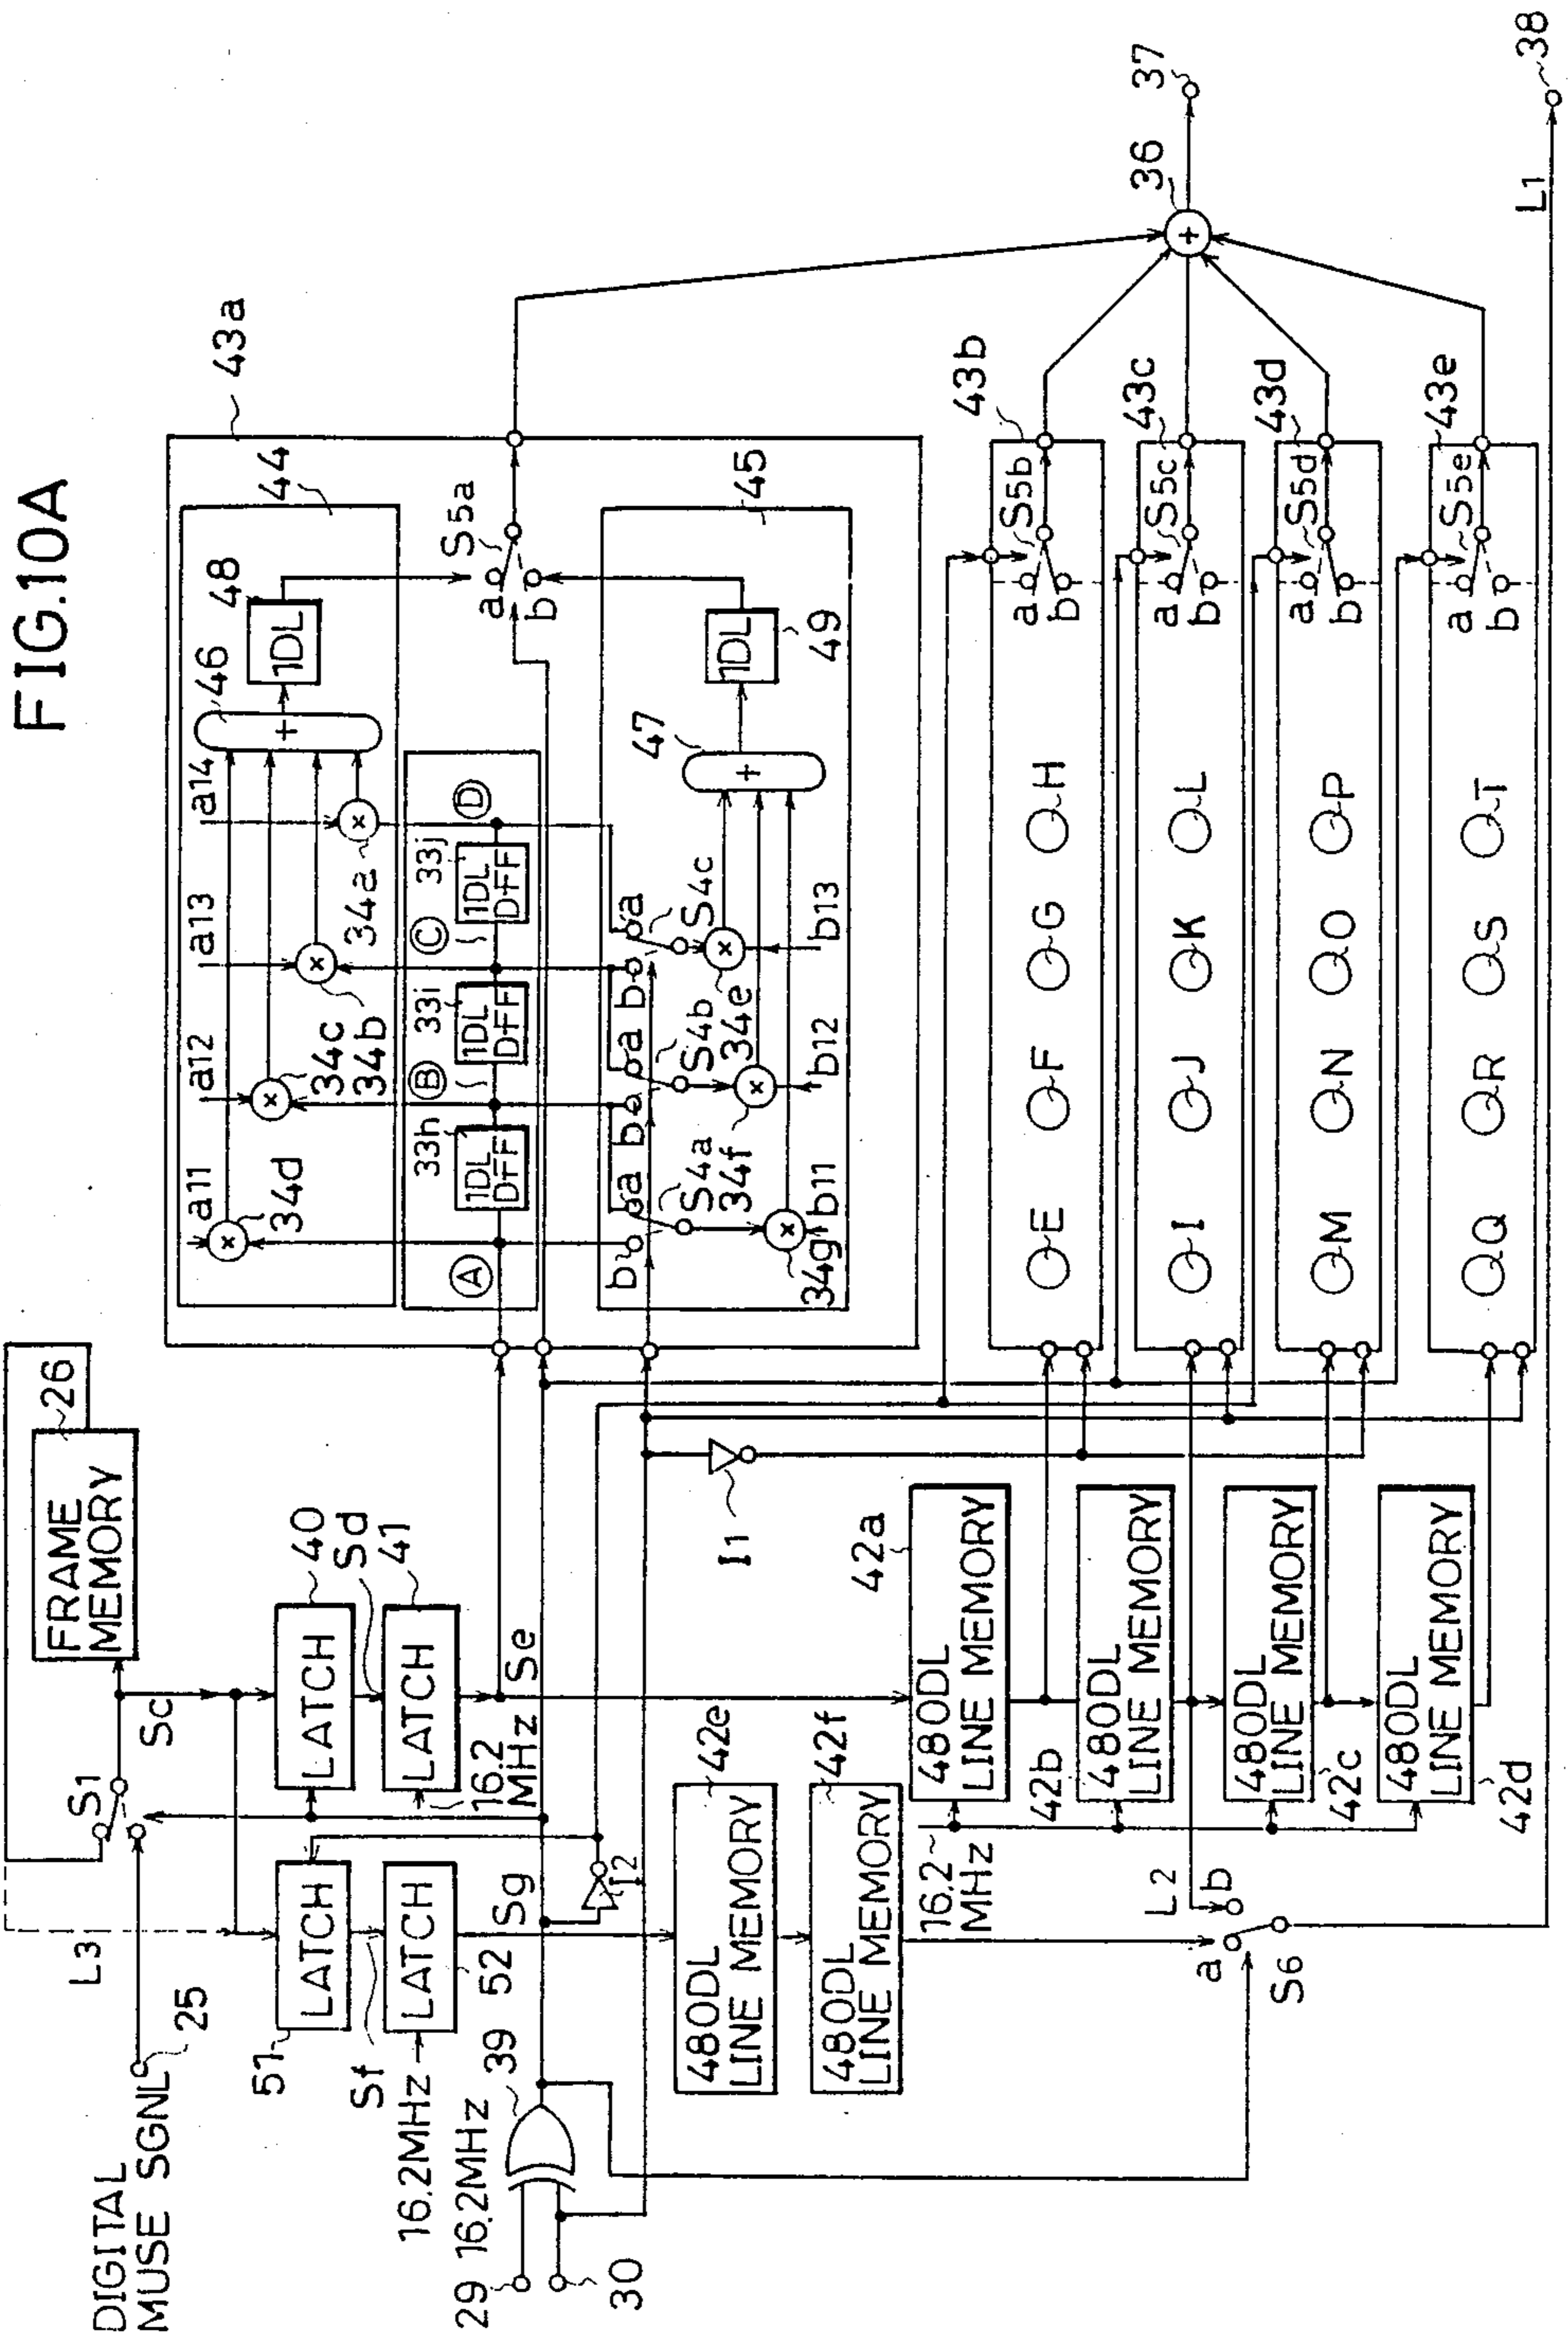 FIG.10A
DIGITAL
MUSE SGNL
25
L3
S1
Sc
FRAME
MEMORY
26
51
LATCH
Sf
LATCH
52
16.2MHz
Sg
LATCH
40
Sd
LATCH
41
16.2
MHz
Se
16.2MHz
39
29
30
I2
I1
480DL
LINE MEMORY
42e
480DL
LINE MEMORY
42f
16.2
MHz
480DL
LINE MEMORY
42a
480DL
LINE MEMORY
42b
480DL
LINE MEMORY
42c
480DL
LINE MEMORY
42d
L2
a
b
S6
43a
44
a11
a12
a13
a14
34d
34c
34b
34a
46
+
1DL
48
A
33h
1DL
DFF
B
33i
1DL
DFF
C
33j
1DL
DFF
D
S5a
a
b
45
b
a
S4a
b
a
S4b
b
a
S4c
34g
34f
34e
b11
b12
b13
47
+
1DL
49
43b
E
F
G
H
a
b
S5b
43c
I
J
K
L
a
b
S5c
43d
M
N
O
P
a
b
S5d
43e
Q
R
S
T
a
b
S5e
36
+
37
L1
38